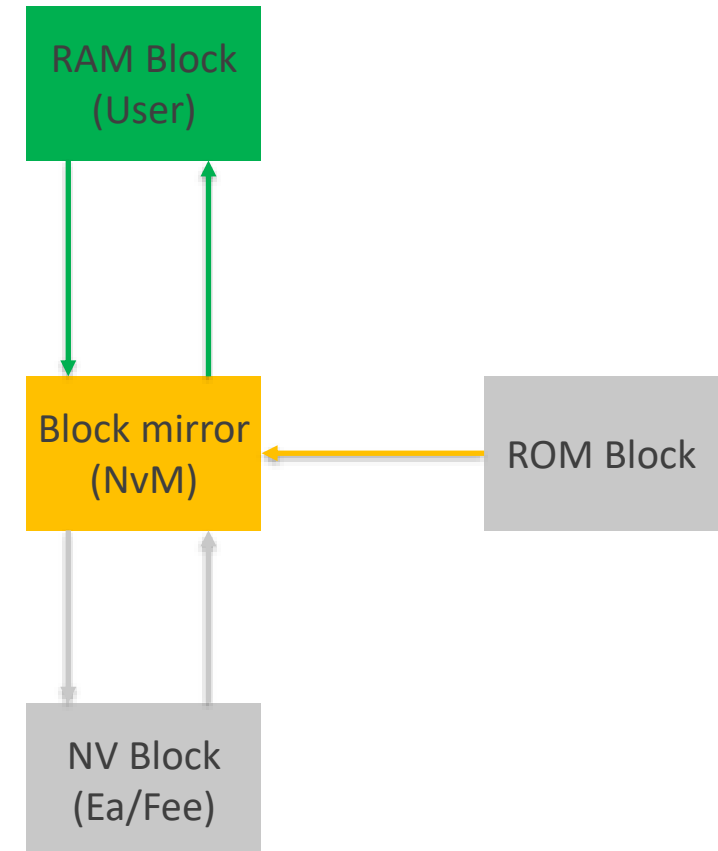 RAM Block
(User)
Block mirror
(NvM)
ROM Block
NV Block
(Ea/Fee)